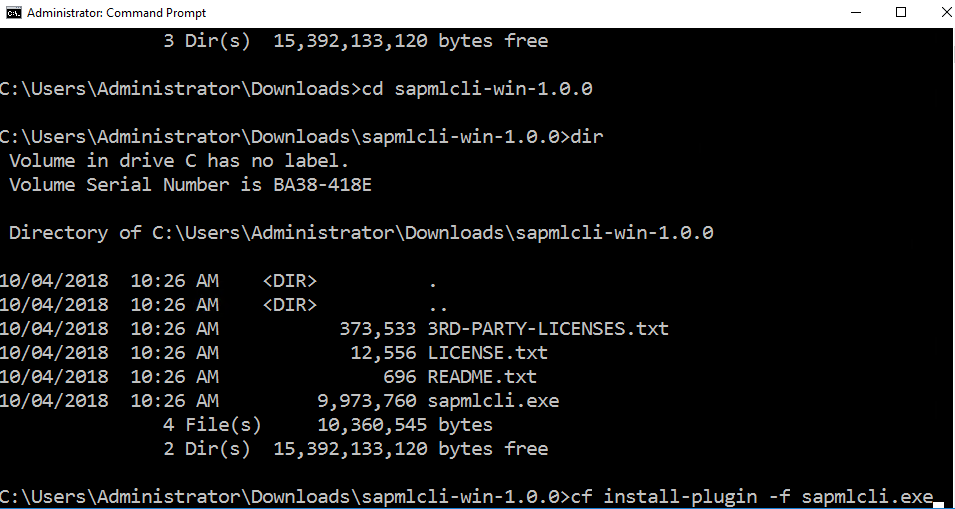 Administrator: Command Prompt
3 Dir(s)  15,392,133,120 bytes free
C:\Users\Administrator\Downloads>cd sapmlcli-win-1.0.0
C:\Users\Administrator\Downloads\sapmlcli-win-1.0.0>dir
Volume in drive C has no label.
Volume Serial Number is BA38-418E
Directory of C:\Users\Administrator\Downloads\sapmlcli-win-1.0.0
10/04/2018  10:26 AM    <DIR>          .
10/04/2018  10:26 AM    <DIR>          ..
10/04/2018  10:26 AM           373,533 3RD-PARTY-LICENSES.txt
10/04/2018  10:26 AM            12,556 LICENSE.txt
10/04/2018  10:26 AM               696 README.txt
10/04/2018  10:26 AM         9,973,760 sapmlcli.exe
4 File(s)     10,360,545 bytes
2 Dir(s)  15,392,133,120 bytes free
C:\Users\Administrator\Downloads\sapmlcli-win-1.0.0>cf install-plugin -f sapmlcli.exe